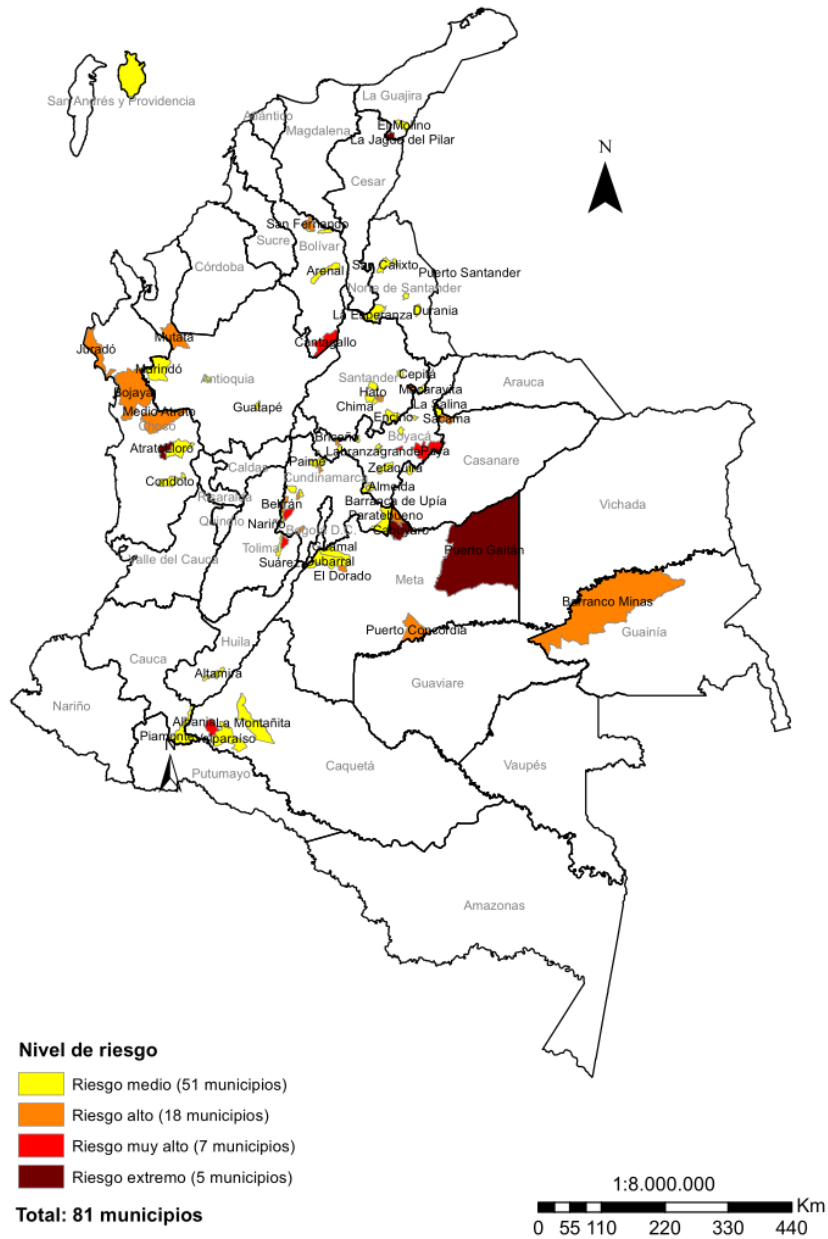 La Guajira
San Andrés y Providencia
Atlántico
El Molino
Magdalena
La Jagua del Pilar
N
Cesar
San Fernando
Sucre
Bolívar
Córdoba
Arenal
San Calixto
Puerto Santander
Norte de Santander
La Esperanza
Durania
Mutatá
Cantagallo
Juradó
Murindó
Antioquia
Santander
Cepitá
Arauca
Bojaya
Hato
Macaravita
Guatapé
Chima
La Salina
Medio Atrato
Encino
Sácama
Chocó
Briceño
Boyacá
Atrato
Lloró
Labranzagrande
Paya
Casanare
Caldas
Paime
Zetaquira
Cundinamarca
Condoto
Almeida
Risaralda
Beltrán
Barranca de Upía
Vichada
Quindío
Nariño
Paratebueno
Bogotá D.C.
Cabuyaro
Tolima
Guamal
Puerto Gaitán
Valle del Cauca
Suárez
Cubarral
El Dorado
Meta
Barranco Minas
Puerto Concordia
Guainía
Huila
Cauca
Altamira
Guaviare
Nariño
Albania
La Montañita
Piamonte
Valparaíso
N
Caquetá
Vaupés
Putumayo
Amazonas
Nivel de riesgo
Riesgo medio (51 municipios)
Riesgo alto (18 municipios)
Riesgo muy alto (7 municipios)
Riesgo extremo (5 municipios)
Total: 81 municipios
1:8.000.000
Km
0 55 110 220 330 440